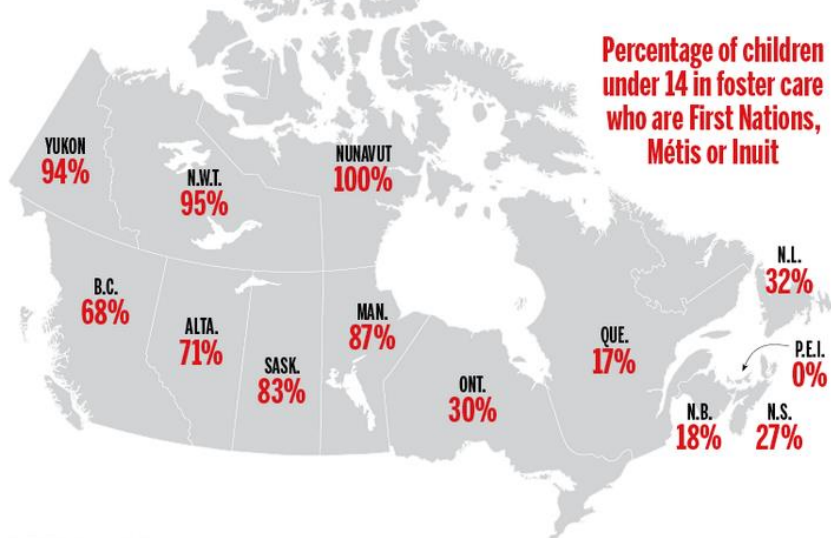 Percentage of children
under 14 in foster care
who are First Nations,
Métis or Inuit
YUKON
94%
N.W.T.
95%
NUNAVUT
100%
B.C.
68%
ALTA.
71%
SASK.
83%
MAN.
87%
ONT.
30%
QUE.
17%
N.L.
32%
P.E.I.
0%
N.B.
18%
N.S.
27%